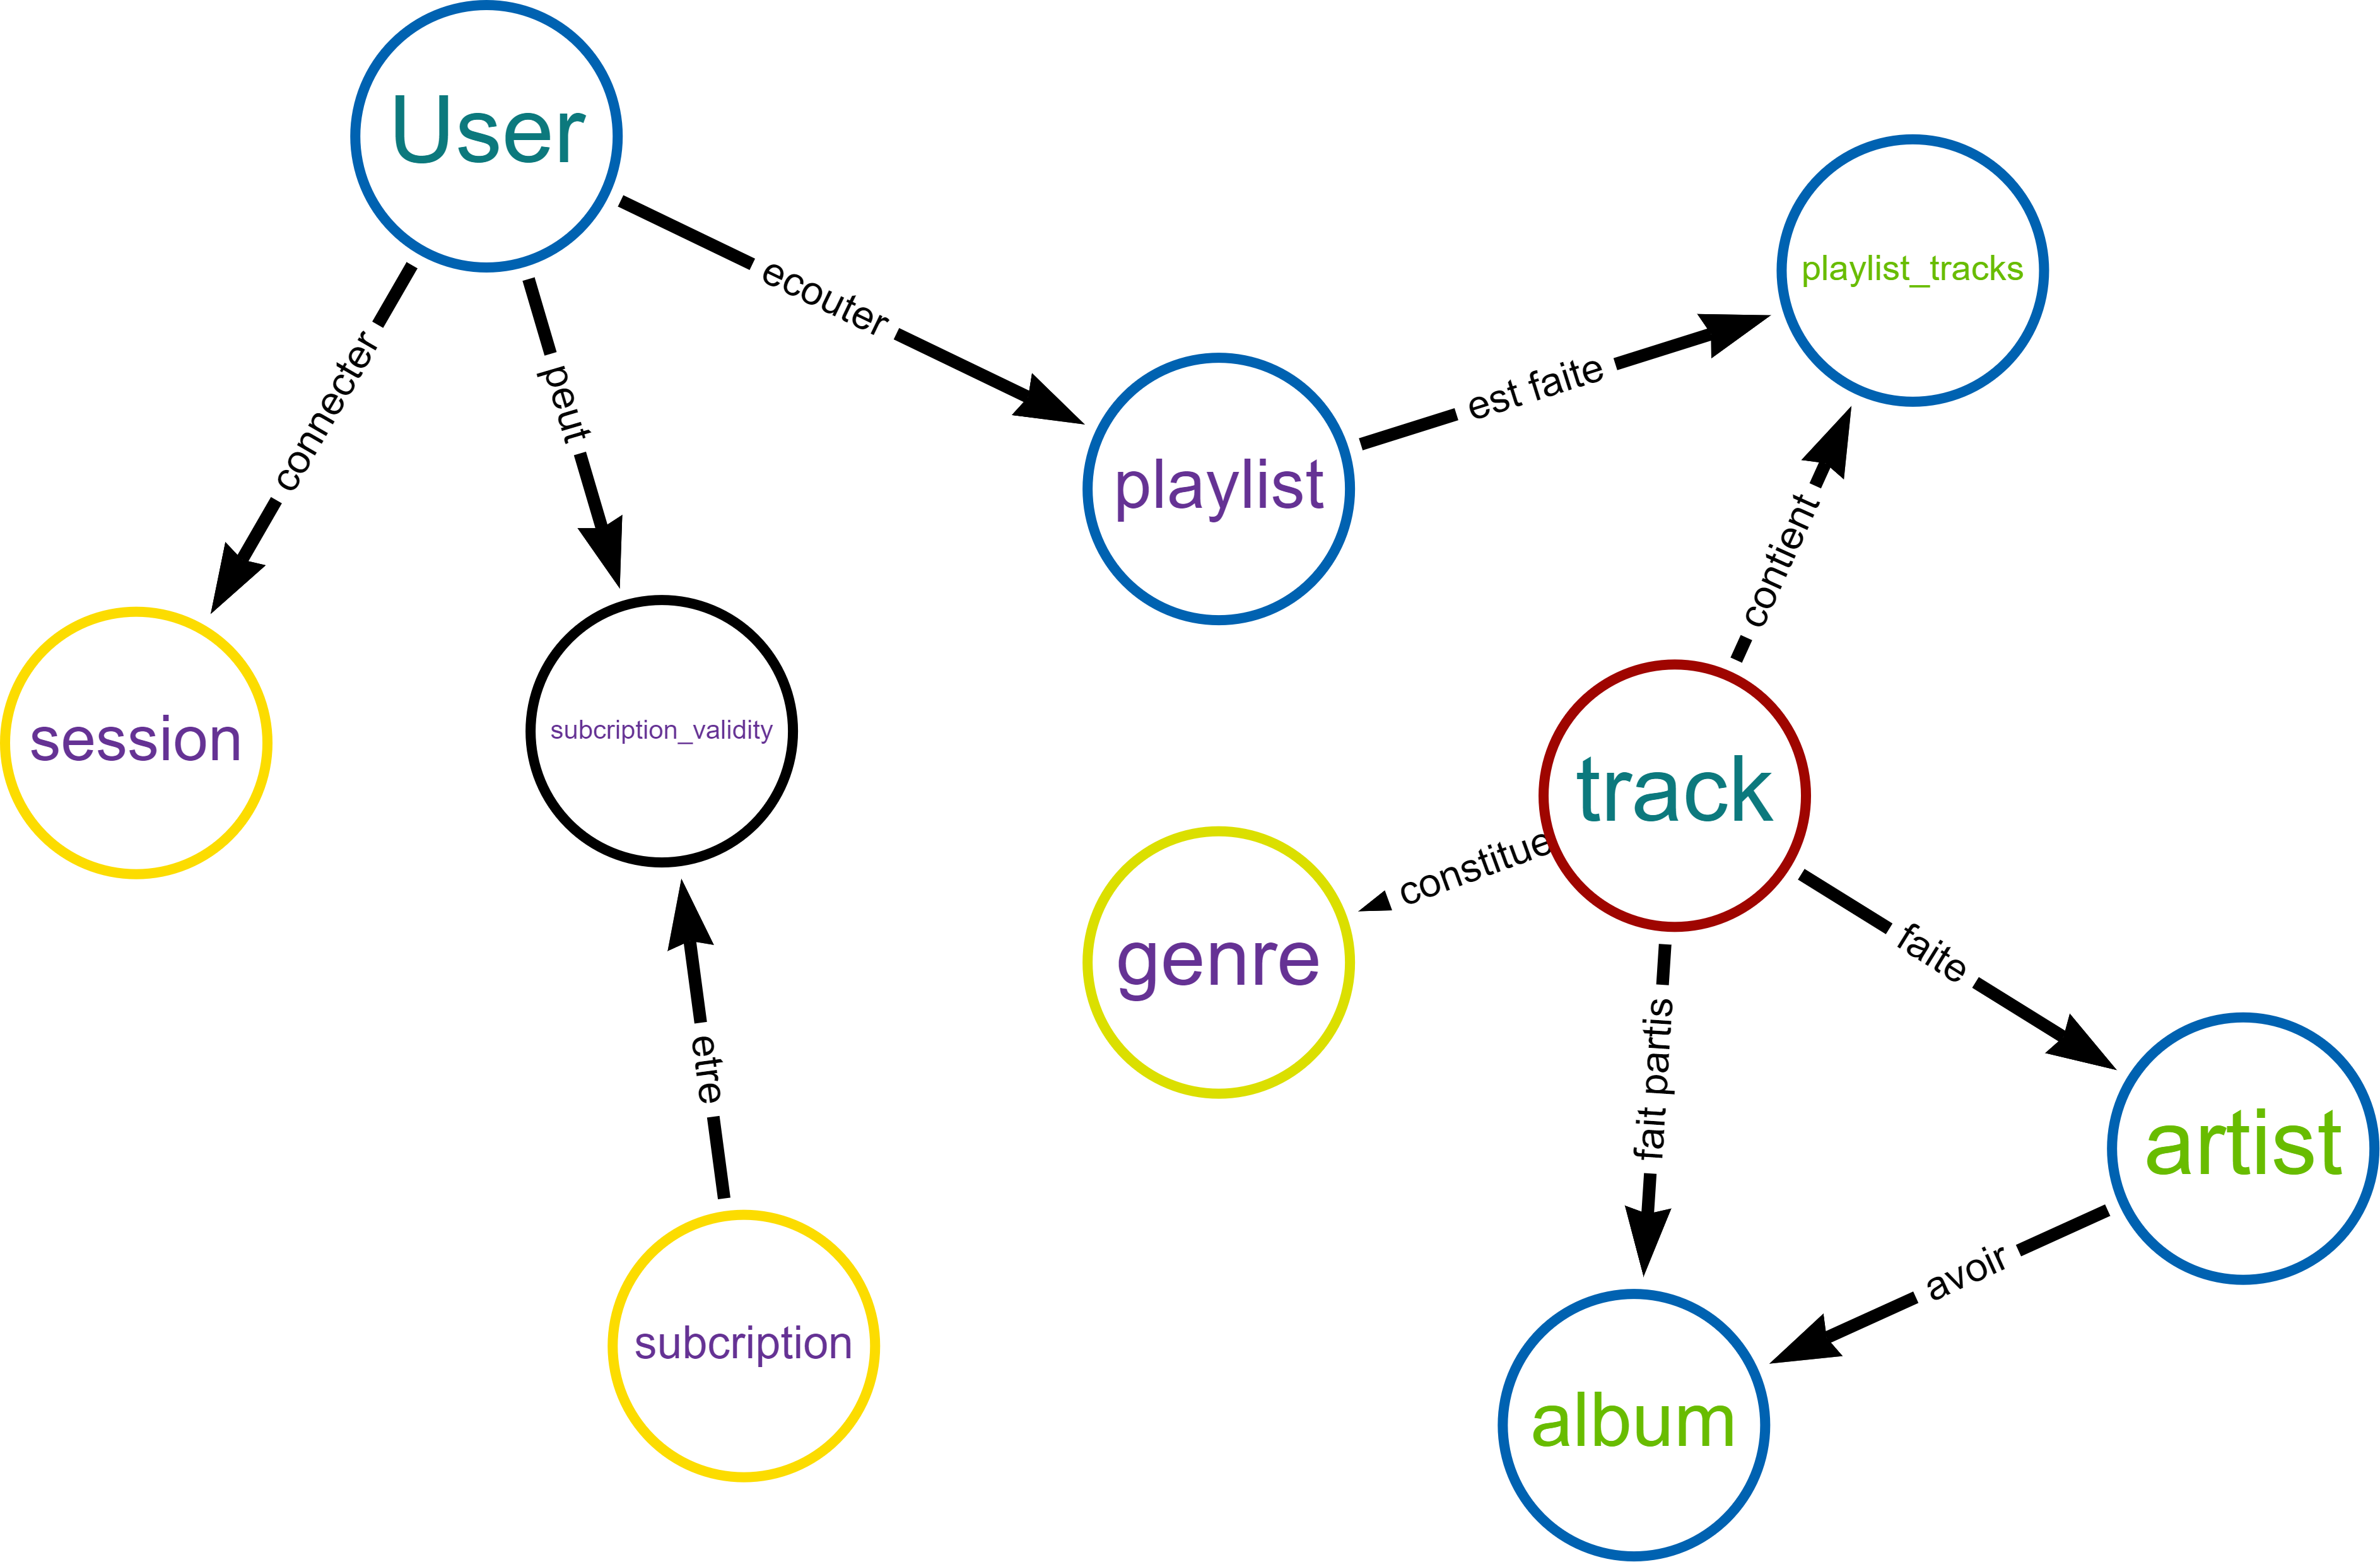 User
playlist_tracks
ecouter
connecter
peut
est faite
playlist
contient
session
subcription_validity
track
constitue
genre
faite
fait partis
etre
artist
avoir
subcription
album